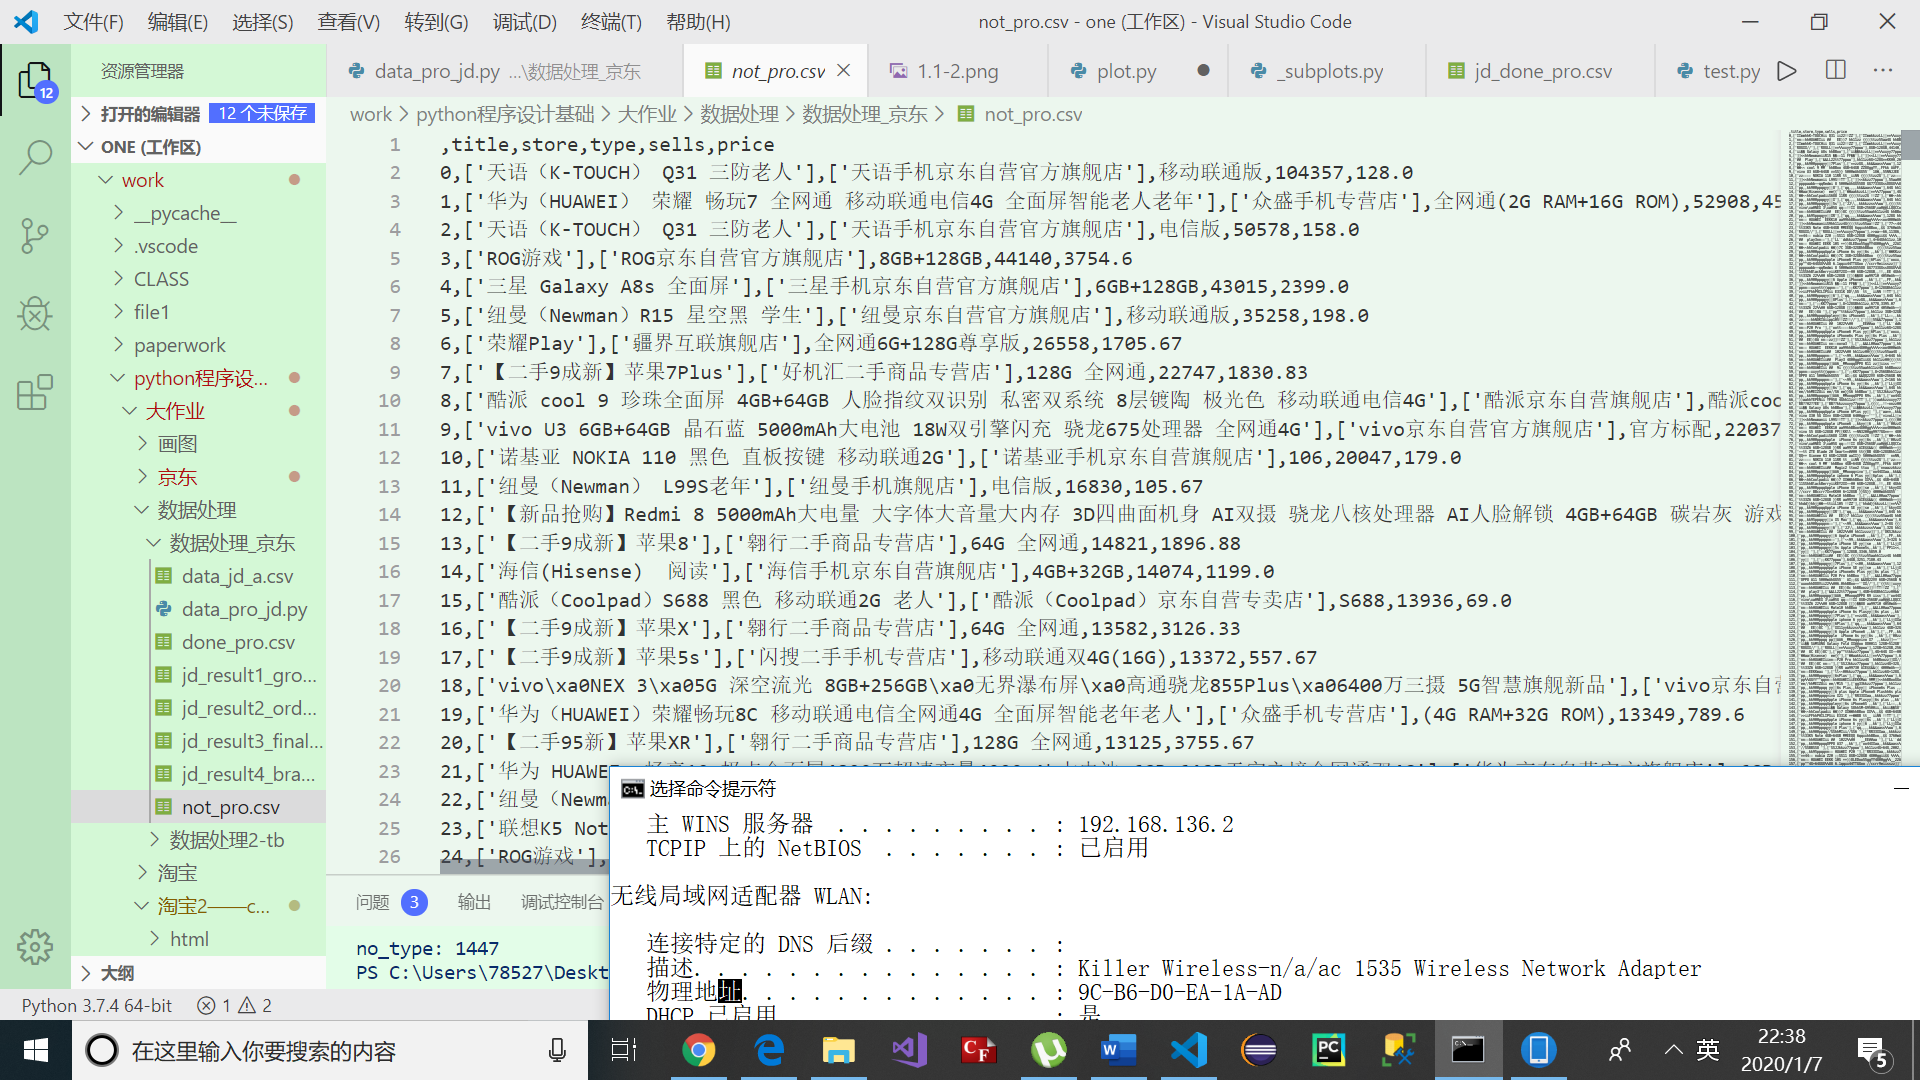 文件(F) 编辑(E) 选择(S) 查看(V) 转到(G) 调试(D) 终端(T) 帮助(H) not_pro.csv - one (工作区) - Visual Studio Code
资源管理器
data_pro_jd.py ...\数据处理_京东 not_pro.csv 1.1-2.png plot.py _subplots.py jd_done_pro.csv test.py
12
打开的编辑器 12 个未保存
work > python程序设计基础 > 大作业 > 数据处理 > 数据处理_京东 > not_pro.csv
ONE (工作区)
work
__pycache__
.vscode
CLASS
file1
paperwork
python程序设...
大作业
画图
京东
数据处理
数据处理_京东
data_jd_a.csv
data_pro_jd.py
done_pro.csv
jd_result1_gro...
jd_result2_ord...
jd_result3_final...
jd_result4_bra...
not_pro.csv
数据处理2-tb
淘宝
淘宝2——c...
html
大纲
1 ,title,store,type,sells,price
2 0,['天语（K-TOUCH） Q31 三防老人'],['天语手机京东自营官方旗舰店'],移动联通版,104357,128.0
3 1,['华为（HUAWEI） 荣耀 畅玩7 全网通 移动联通电信4G 全面屏智能老人老年'],['众盛手机专营店'],全网通(2G RAM+16G ROM),52908,45
4 2,['天语（K-TOUCH） Q31 三防老人'],['天语手机京东自营官方旗舰店'],电信版,50578,158.0
5 3,['ROG游戏'],['ROG京东自营官方旗舰店'],8GB+128GB,44140,3754.6
6 4,['三星 Galaxy A8s 全面屏'],['三星手机京东自营官方旗舰店'],6GB+128GB,43015,2399.0
7 5,['纽曼（Newman）R15 星空黑 学生'],['纽曼京东自营官方旗舰店'],移动联通版,35258,198.0
8 6,['荣耀Play'],['疆界互联旗舰店'],全网通6G+128G尊享版,26558,1705.67
9 7,['【二手9成新】苹果7Plus'],['好机汇二手商品专营店'],128G 全网通,22747,1830.83
10 8,['酷派 cool 9 珍珠全面屏 4GB+64GB 人脸指纹双识别 私密双系统 8层镀陶 极光色 移动联通电信4G'],['酷派京东自营旗舰店'],酷派coo
11 9,['vivo U3 6GB+64GB 晶石蓝 5000mAh大电池 18W双引擎闪充 骁龙675处理器 全网通4G'],['vivo京东自营官方旗舰店'],官方标配,22037
12 10,['诺基亚 NOKIA 110 黑色 直板按键 移动联通2G'],['诺基亚手机京东自营旗舰店'],106,20047,179.0
13 11,['纽曼（Newman） L99S老年'],['纽曼手机旗舰店'],电信版,16830,105.67
14 12,['【新品抢购】Redmi 8 5000mAh大电量 大字体大音量大内存 3D四曲面机身 AI双摄 骁龙八核处理器 AI人脸解锁 4GB+64GB 碳岩灰 游戏
15 13,['【二手9成新】苹果8'],['翱行二手商品专营店'],64G 全网通,14821,1896.88
16 14,['海信(Hisense)  阅读'],['海信手机京东自营旗舰店'],4GB+32GB,14074,1199.0
17 15,['酷派（Coolpad）S688 黑色 移动联通2G 老人'],['酷派（Coolpad）京东自营专卖店'],S688,13936,69.0
18 16,['【二手9成新】苹果X'],['翱行二手商品专营店'],64G 全网通,13582,3126.33
19 17,['【二手9成新】苹果5s'],['闪搜二手手机专营店'],移动联通双4G(16G),13372,557.67
20 18,['vivo\xa0NEX 3\xa05G 深空流光 8GB+256GB\xa0无界瀑布屏\xa0高通骁龙855Plus\xa06400万三摄 5G智慧旗舰新品'],['vivo京东自营
21 19,['华为（HUAWEI）荣耀畅玩8C 移动联通电信全网通4G 全面屏智能老年老人'],['众盛手机专营店'],(4G RAM+32G ROM),13349,789.6
22 20,['【二手95新】苹果XR'],['翱行二手商品专营店'],128G 全网通,13125,3755.67
23 21,['华为 HUAWEI
24 22,['纽曼（Newm
25 23,['联想K5 Not
26 24,['ROG游戏'],
问题 3 输出 调试控制台
no_type: 1447
PS C:\Users\78527\Deskt
选择命令提示符
主 WINS 服务器 . . . . . . . . . : 192.168.136.2
TCPIP 上的 NetBIOS . . . . . . . : 已启用
无线局域网适配器 WLAN:
连接特定的 DNS 后缀 . . . . . . . :
描述. . . . . . . . . . . . . . . : Killer Wireless-n/a/ac 1535 Wireless Network Adapter
物理地址. . . . . . . . . . . . . : 9C-B6-D0-EA-1A-AD
DHCP 已启用 : 是
Python 3.7.4 64-bit 1 2
在这里输入你要搜索的内容
英
22:38
2020/1/7
5